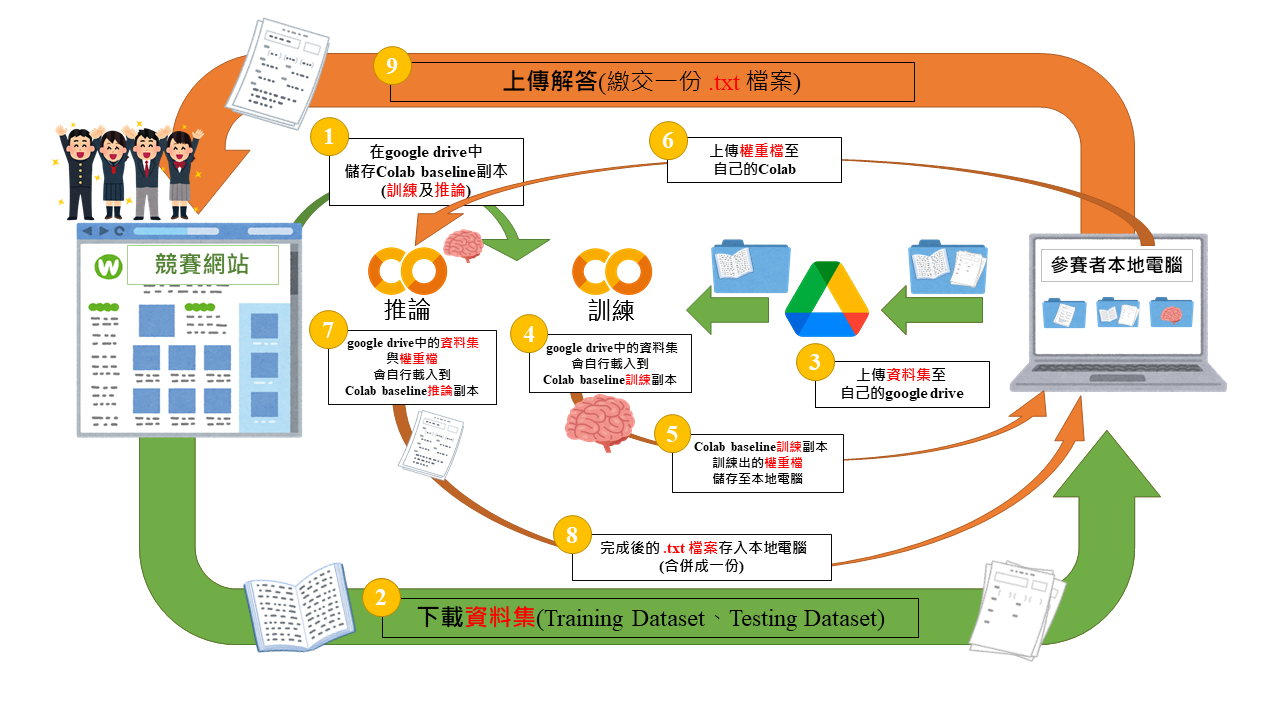 9
上傳解答(繳交一份 .txt 檔案)
1
在google drive中
儲存Colab baseline副本
(訓練及推論)
6
上傳權重檔至
自己的Colab
W
競賽網站
參賽者本地電腦
推論
訓練
7
google drive中的資料集
與權重檔
會自行載入到
Colab baseline推論副本
4
google drive中的資料集
會自行載入到
Colab baseline訓練副本
3
上傳資料集至
自己的google drive
5
Colab baseline訓練副本
訓練出的權重檔
儲存至本地電腦
8
完成後的 .txt 檔案存入本地電腦
(合併成一份)
2
下載資料集(Training Dataset、Testing Dataset)